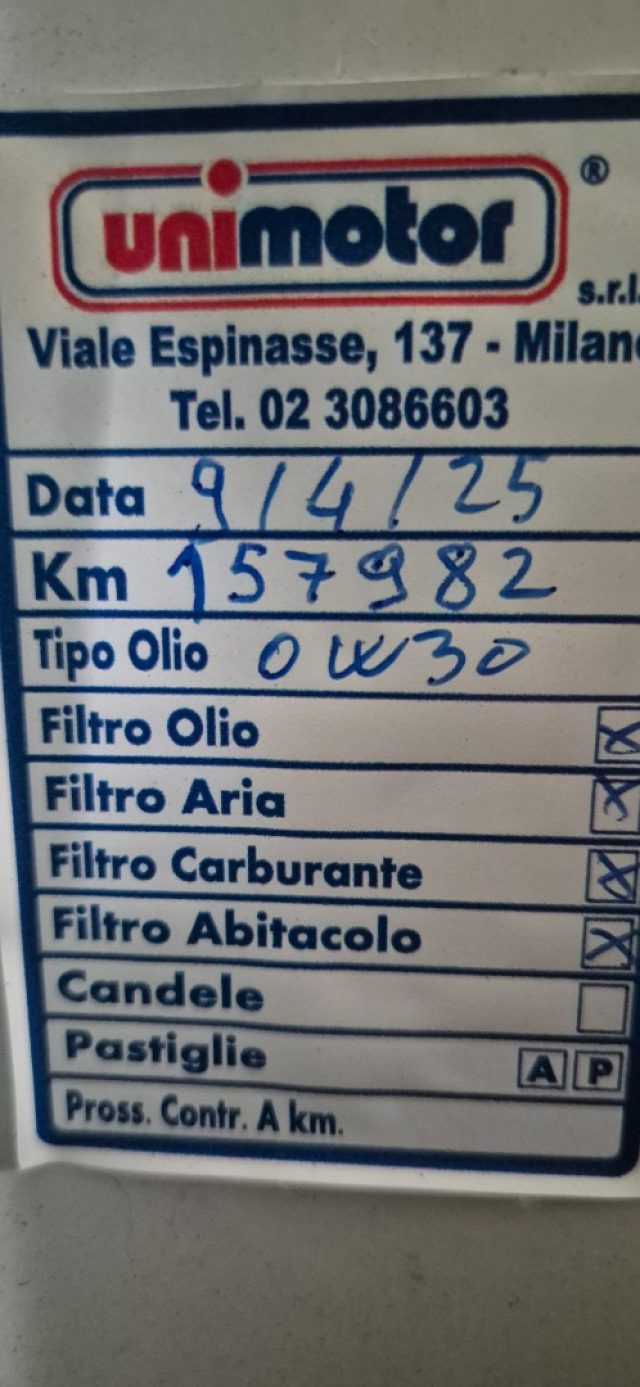 unimotor ®
s.r.l.
Viale Espinasse, 137 - Milano
Tel. 02 3086603
Data 9/4/25
Km 157982
Tipo Olio 0W30
Filtro Olio X
Filtro Aria X
Filtro Carburante X
Filtro Abitacolo X
Candele
Pastiglie A P
Pross. Contr. A km.